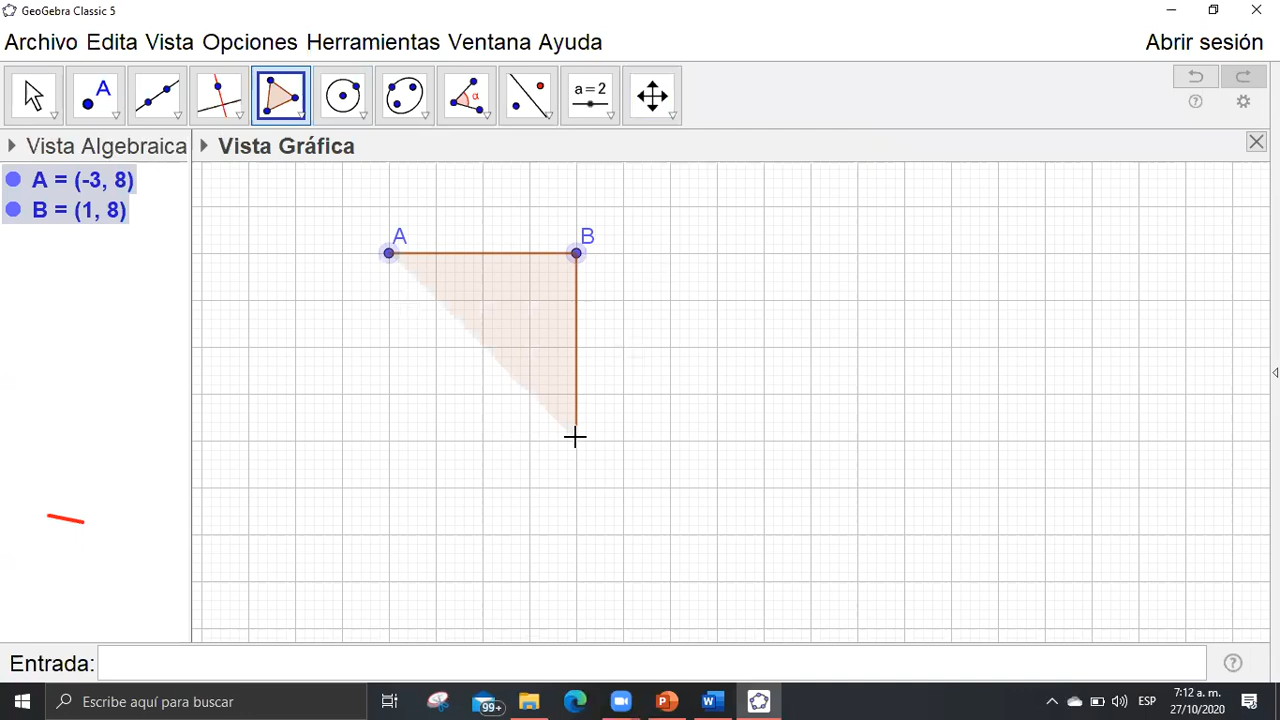 GeoGebra Classic 5
Archivo Edita Vista Opciones Herramientas Ventana Ayuda Abrir sesión
A α a = 2
Vista Algebraica Vista Gráfica
A = (-3, 8)
B = (1, 8)
A B
Entrada:
Escribe aquí para buscar 99+ ESP 7:12 a. m.
27/10/2020